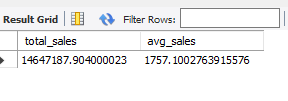 Result Grid Filter Rows:
total_sales avg_sales
14647187.904000023 1757.1002763915576